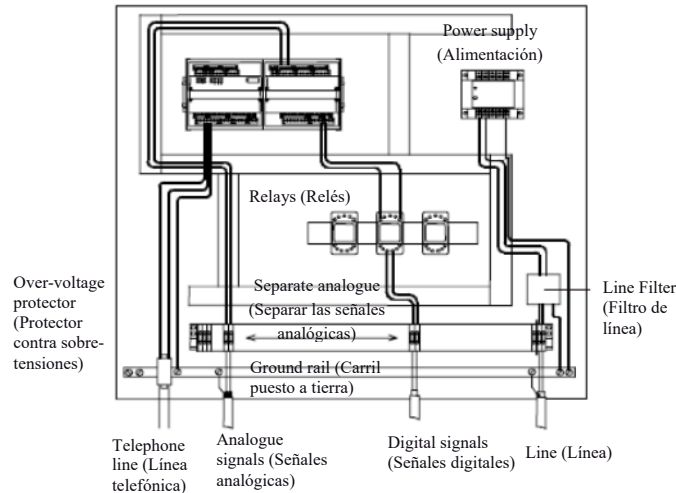 Power supply
(Alimentación)
Relays (Relés)
Over-voltage
protector
(Protector
contra sobre-
tensiones)
Separate analogue
(Separar las señales
analógicas)
Line Filter
(Filtro de
línea)
Ground rail (Carril
puesto a tierra)
Telephone
line (Línea
telefónica)
Analogue
signals (Señales
analógicas)
Digital signals
(Señales digitales)
Line (Línea)